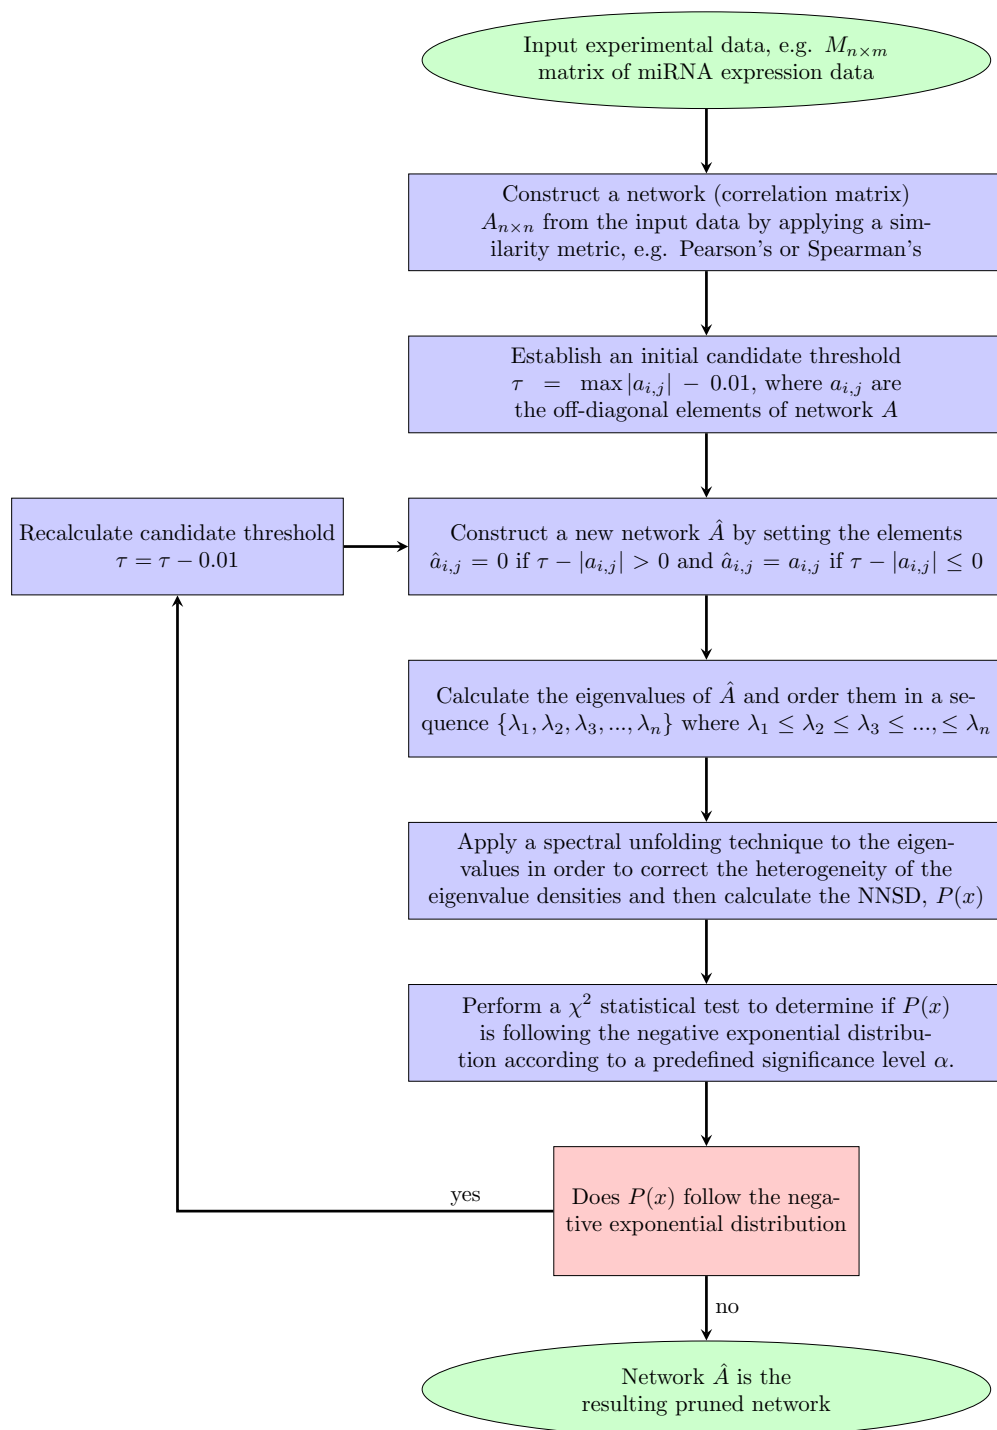 Input experimental data, e.g. $M_{n \times m}$
matrix of miRNA expression data
Construct a network (correlation matrix)
$A_{n \times n}$ from the input data by applying a sim-
ilarity metric, e.g. Pearson's or Spearman's
Establish an initial candidate threshold
$\tau = \max |a_{i,j}| - 0.01$, where $a_{i,j}$ are
the off-diagonal elements of network $A$
Recalculate candidate threshold
$\tau = \tau - 0.01$
Construct a new network $\hat{A}$ by setting the elements
$\hat{a}_{i,j} = 0$ if $\tau - |a_{i,j}| > 0$ and $\hat{a}_{i,j} = a_{i,j}$ if $\tau - |a_{i,j}| \leq 0$
Calculate the eigenvalues of $\hat{A}$ and order them in a se-
quence $\{\lambda_1, \lambda_2, \lambda_3, ..., \lambda_n\}$ where $\lambda_1 \leq \lambda_2 \leq \lambda_3 \leq ..., \leq \lambda_n$
Apply a spectral unfolding technique to the eigen-
values in order to correct the heterogeneity of the
eigenvalue densities and then calculate the NNSD, $P(x)$
Perform a $\chi^2$ statistical test to determine if $P(x)$
is following the negative exponential distribu-
tion according to a predefined significance level $\alpha$.
yes
Does $P(x)$ follow the nega-
tive exponential distribution
no
Network $\hat{A}$ is the
resulting pruned network